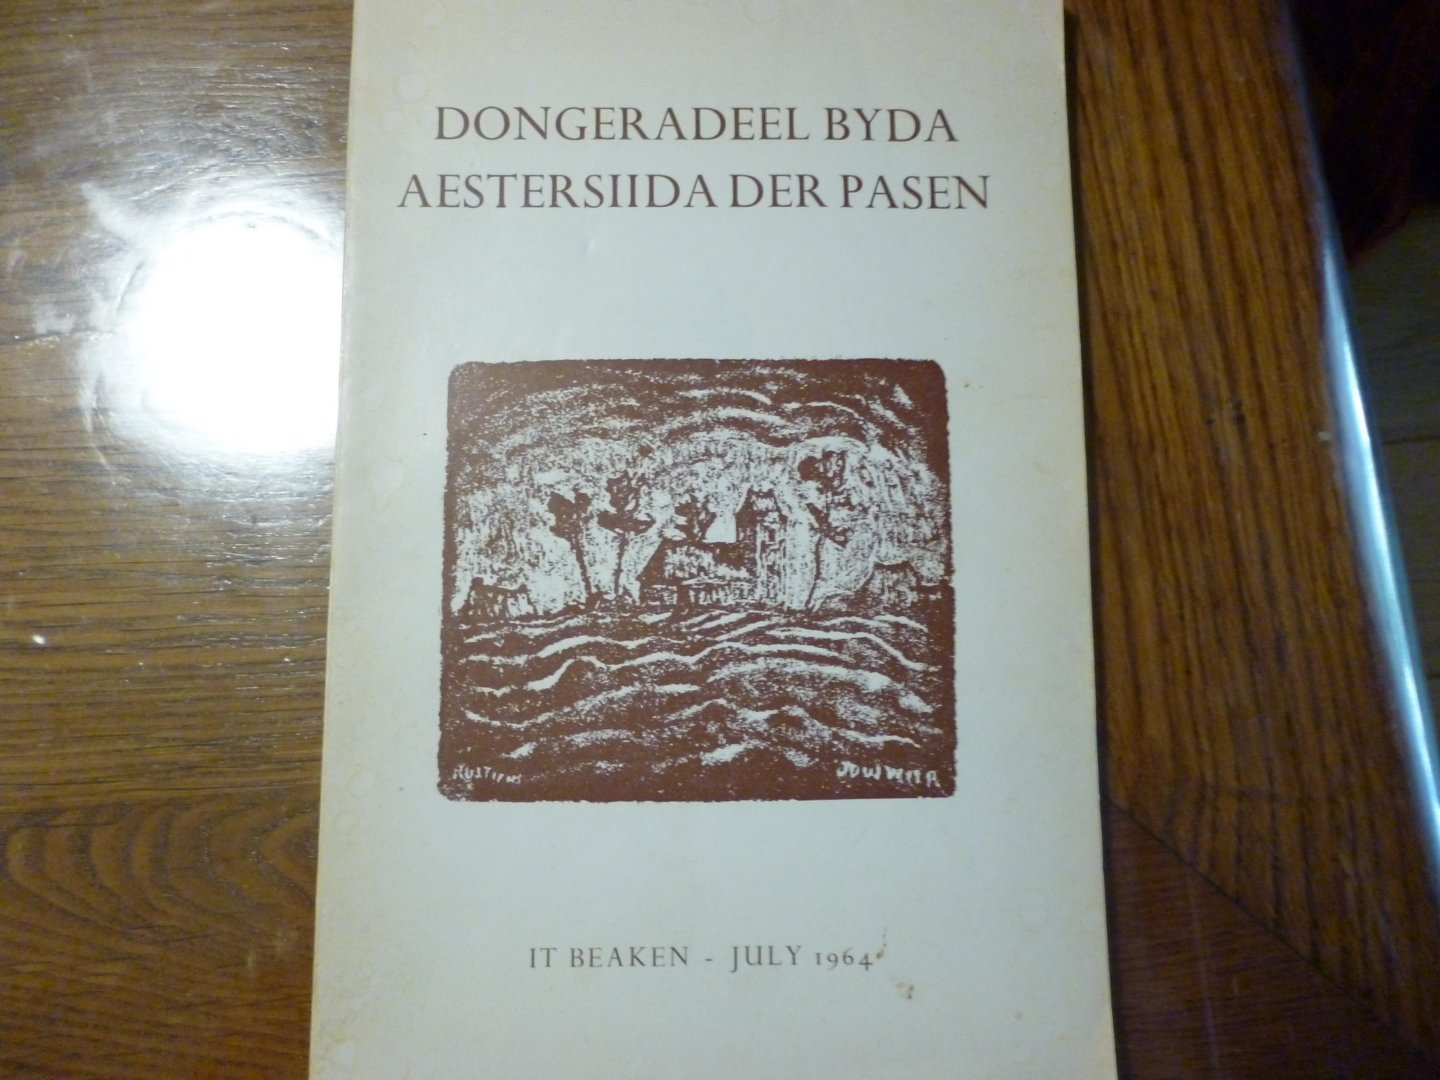 DONGERADEEL BYDA
AESTERSIIDA DER PASEN
IT BEAKEN - JULY 1964